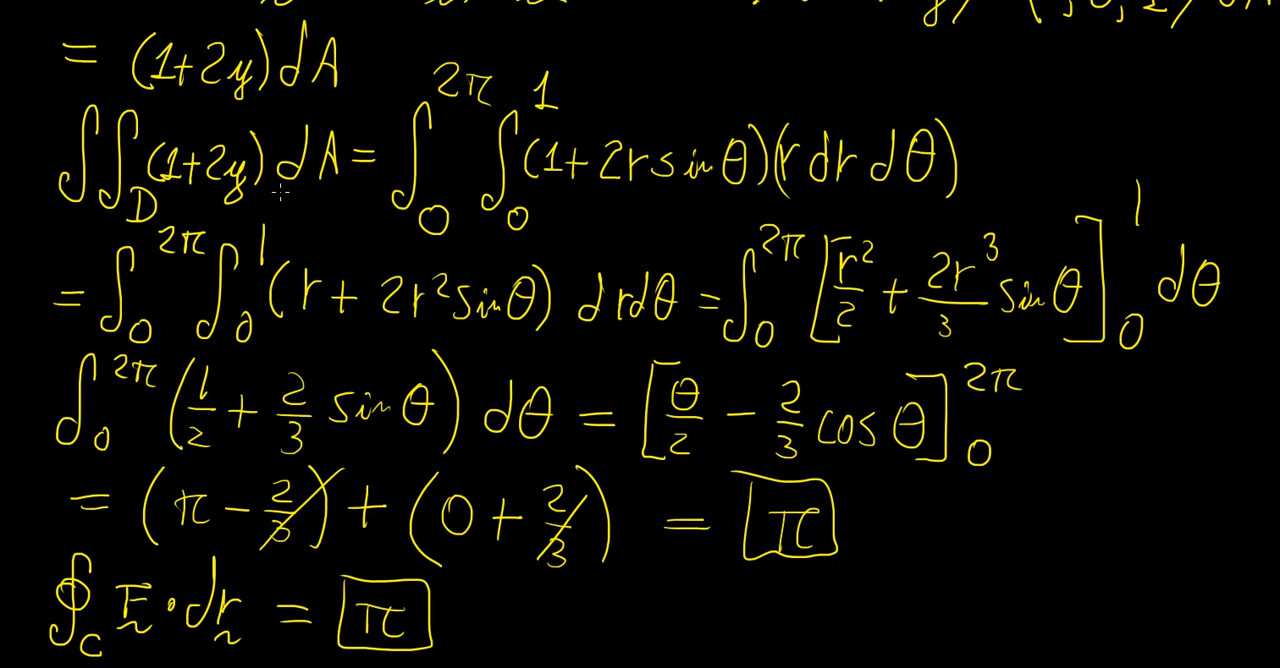 = (1+2y) dA
∫∫_D (1+2y) dA = ∫_0^{2π} ∫_0^1 (1+2r sin θ)(r dr dθ)
= ∫_0^{2π} ∫_0^1 (r + 2r² sin θ) dr dθ = ∫_0^{2π} [r²/2 + 2r³/3 sin θ]_0^1 dθ
∫_0^{2π} (1/2 + 2/3 sin θ) dθ = [θ/2 − 2/3 cos θ]_0^{2π}
= (π − 2/3) + (0 + 2/3) = π
∮_C F · dr = π